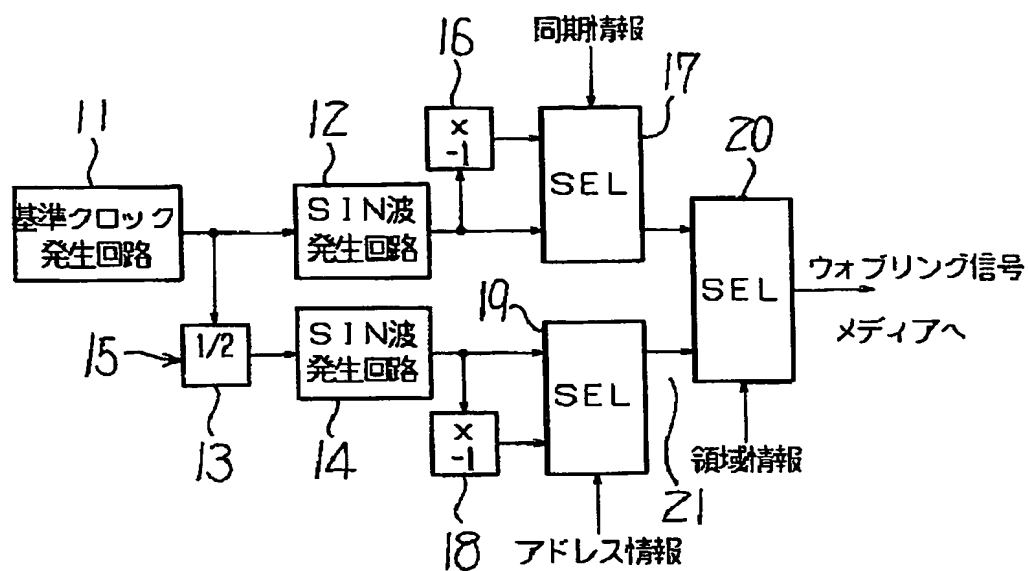 同期情報
16
17
11
12
20
×
-1
SEL
基準クロック
発生回路
SIN波
発生回路
SEL
ウォブリング信号
メディアへ
19
15
1/2
SIN波
発生回路
SEL
×
-1
13
14
18
21
領域情報
アドレス情報